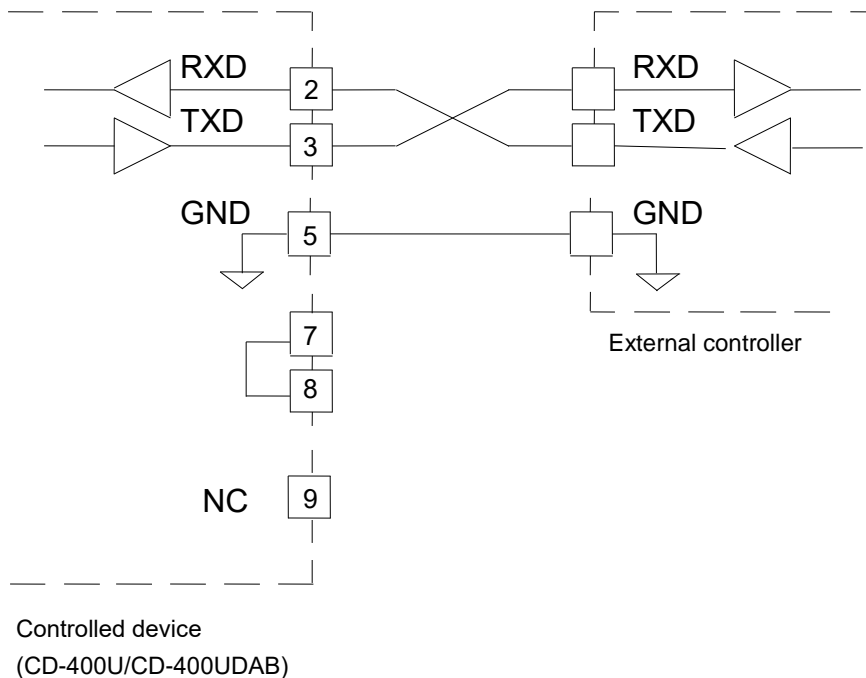 RXD
2
RXD
TXD
3
TXD
GND
5
GND
7
External controller
8
NC
9
Controlled device
(CD-400U/CD-400UDAB)